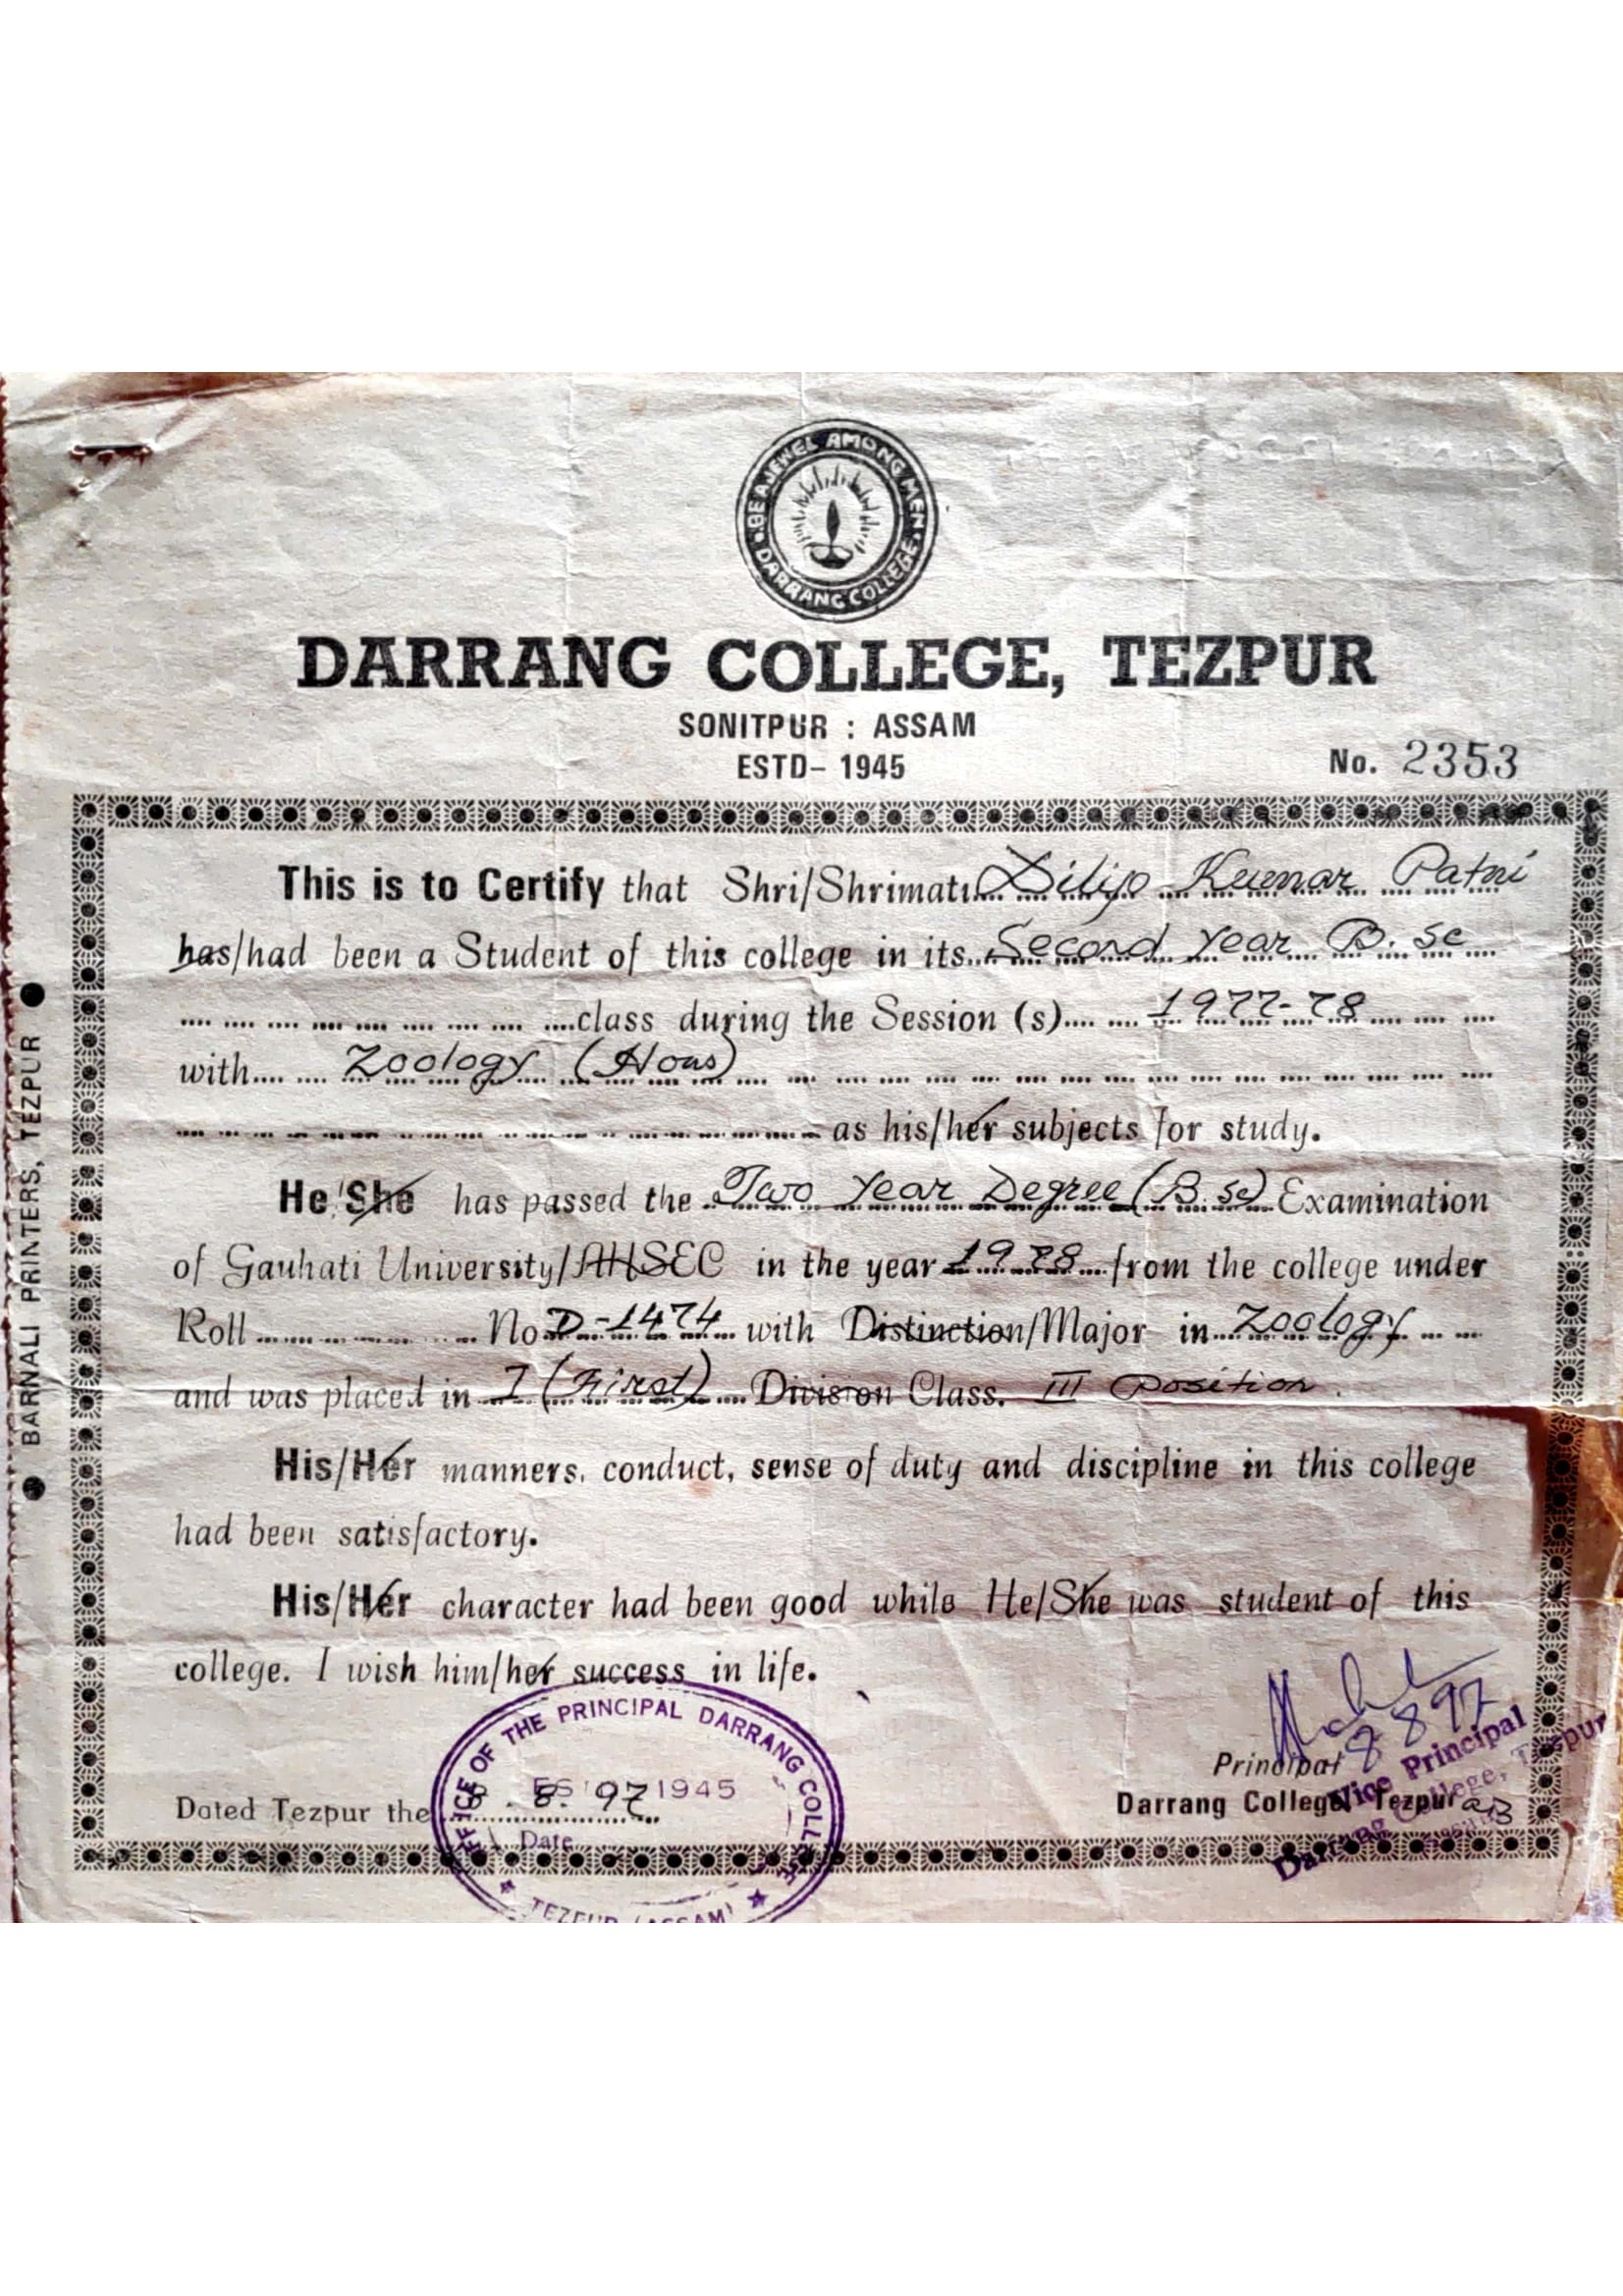 BE A JEWEL AMONG MEN
DARRANG COLLEGE
DARRANG COLLEGE, TEZPUR
SONITPUR : ASSAM
ESTD– 1945
No. 2353
This is to Certify that Shri/Shrimati Dilip Kumar Patni
has/had been a Student of this college in its Second Year B.sc
class during the Session (s) 1977-78
with Zoology (Hons)
as his/her subjects for study.
He/She has passed the Two Year Degree (B.sc) Examination
of Gauhati University/AHSEC in the year 1978 from the college under
Roll No D-1474 with Distinction/Major in Zoology
and was placed in I (First) Division Class. III Position.
His/Her manners, conduct, sense of duty and discipline in this college
had been satisfactory.
His/Her character had been good while He/She was student of this
college. I wish him/her success in life.
Dated Tezpur the 8.8.97
OFFICE OF THE PRINCIPAL DARRANG COLLEGE
ESTD 1945
Date
TEZPUR (ASSAM)
8 8 97
Principal
Darrang College, Tezpur
Vice Principal
Darrang College, Tezpur
BARNALI PRINTERS, TEZPUR